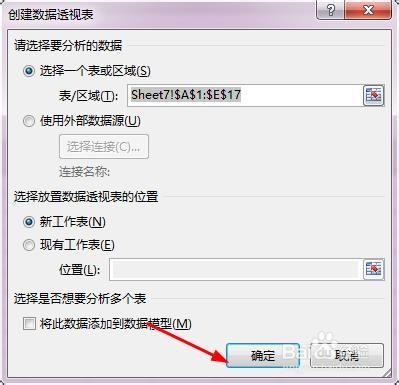 创建数据透视表
请选择要分析的数据
选择一个表或区域(S)
表/区域(T): Sheet7!$A$1:$E$17
使用外部数据源(U)
选择连接(C)...
连接名称:
选择放置数据透视表的位置
新工作表(N)
现有工作表(E)
位置(L):
选择是否想要分析多个表
将此数据添加到数据模型(M)
确定 取消